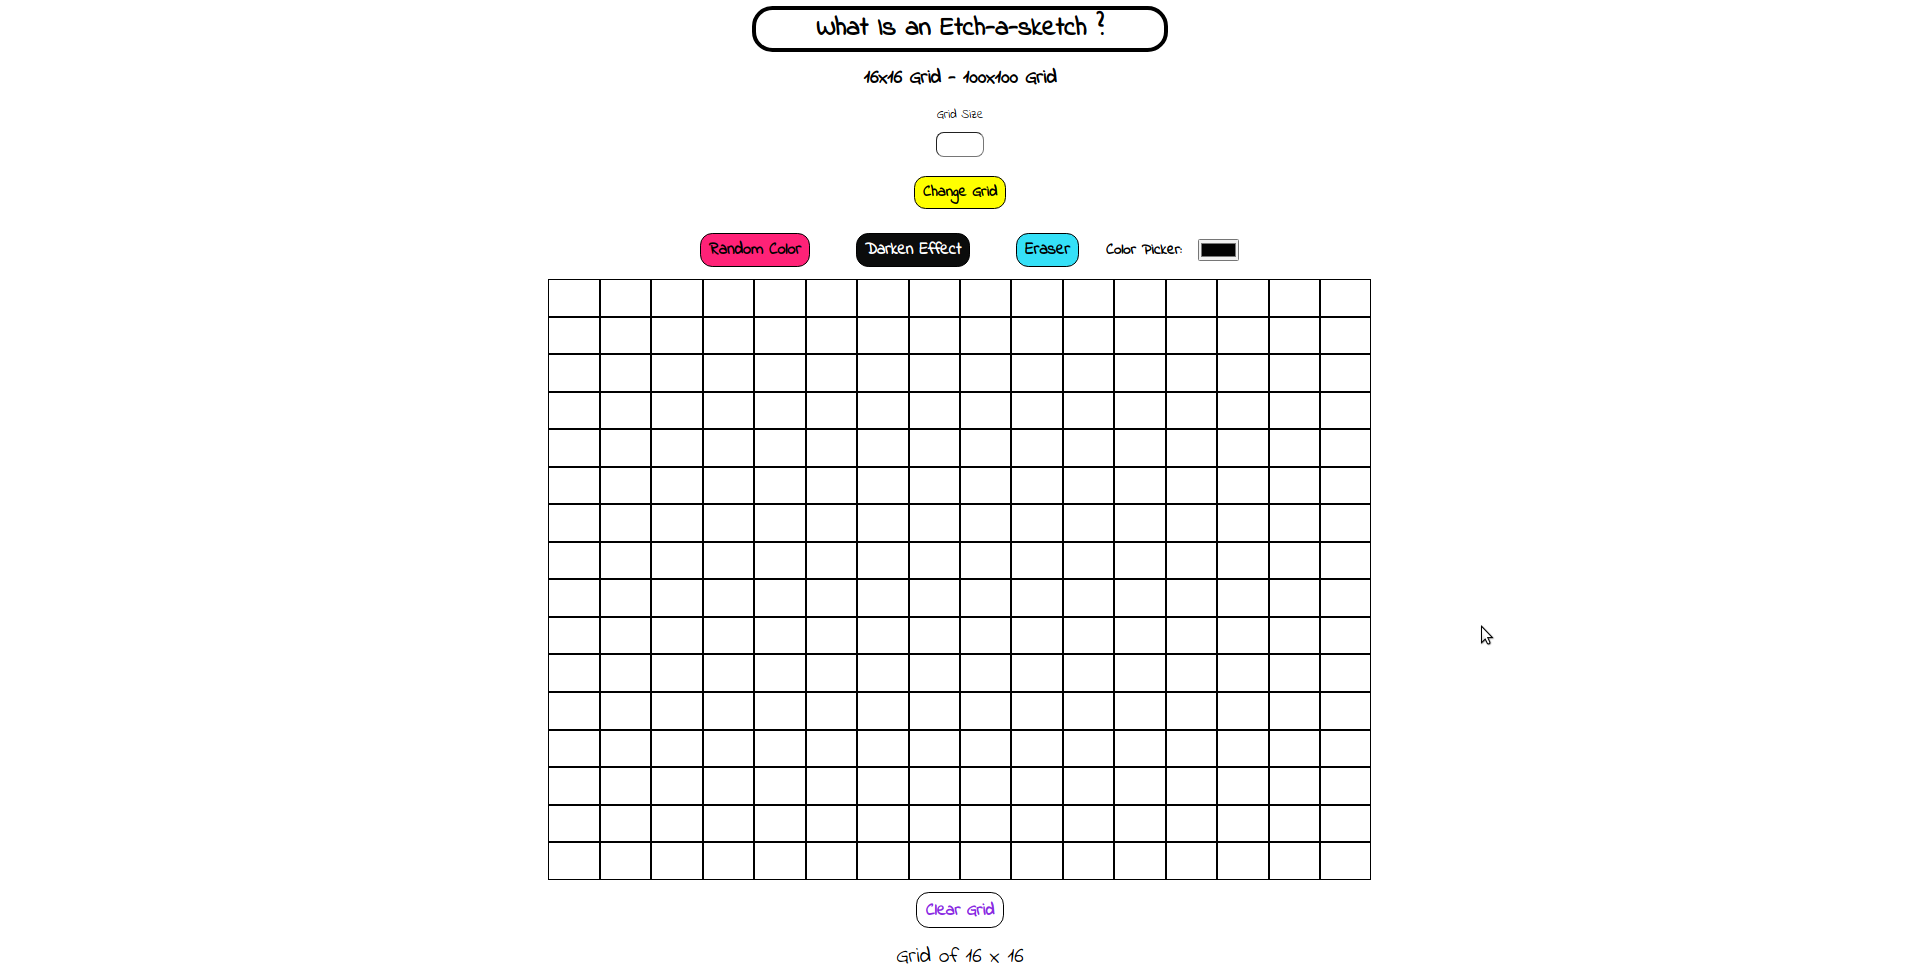 What Is an Etch-a-sketch ?
16x16 Grid - 100x100 Grid
Grid Size
Change Grid
Random Color Darken Effect Eraser Color Picker:
Clear Grid
Grid of 16 x 16